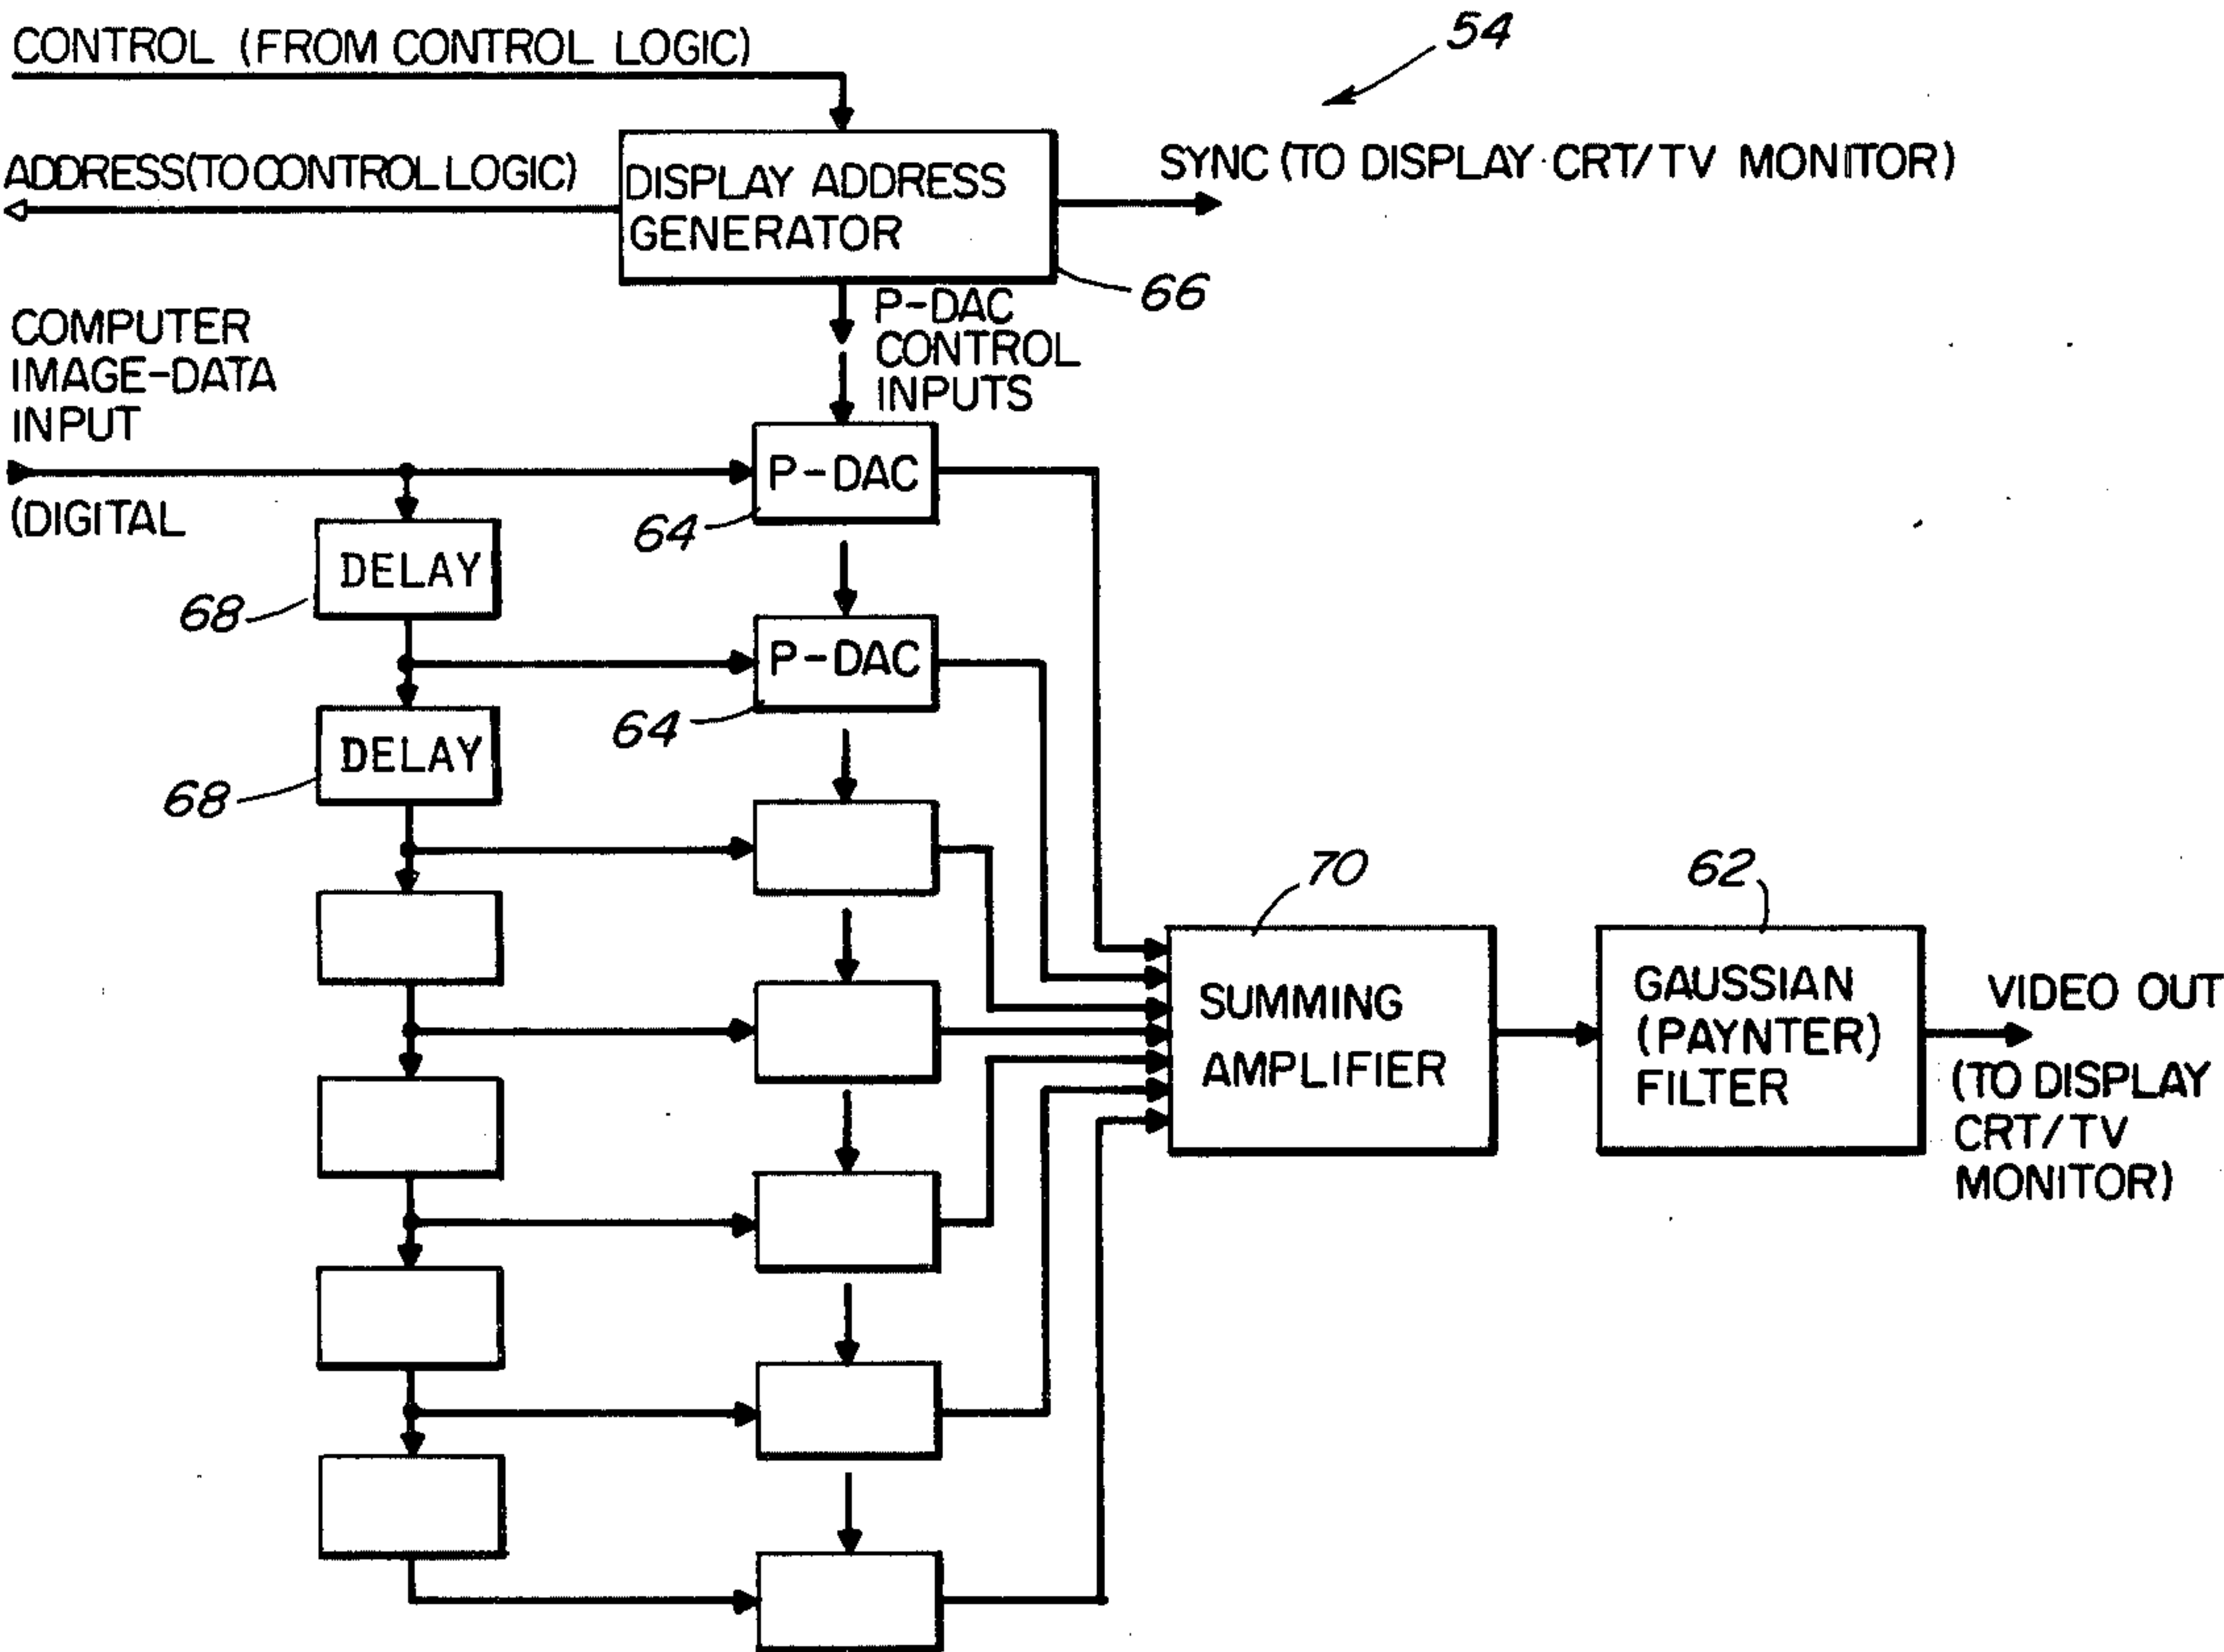 CONTROL (FROM CONTROL LOGIC)
54
ADDRESS(TO CONTROL LOGIC)
DISPLAY ADDRESS
GENERATOR
SYNC (TO DISPLAY CRT/TV MONITOR)
66
P-DAC
CONTROL
INPUTS
COMPUTER
IMAGE-DATA
INPUT
(DIGITAL
P-DAC
64
DELAY
68
P-DAC
64
DELAY
68
70
SUMMING
AMPLIFIER
62
GAUSSIAN
(PAYNTER)
FILTER
VIDEO OUT
(TO DISPLAY
CRT/TV
MONITOR)